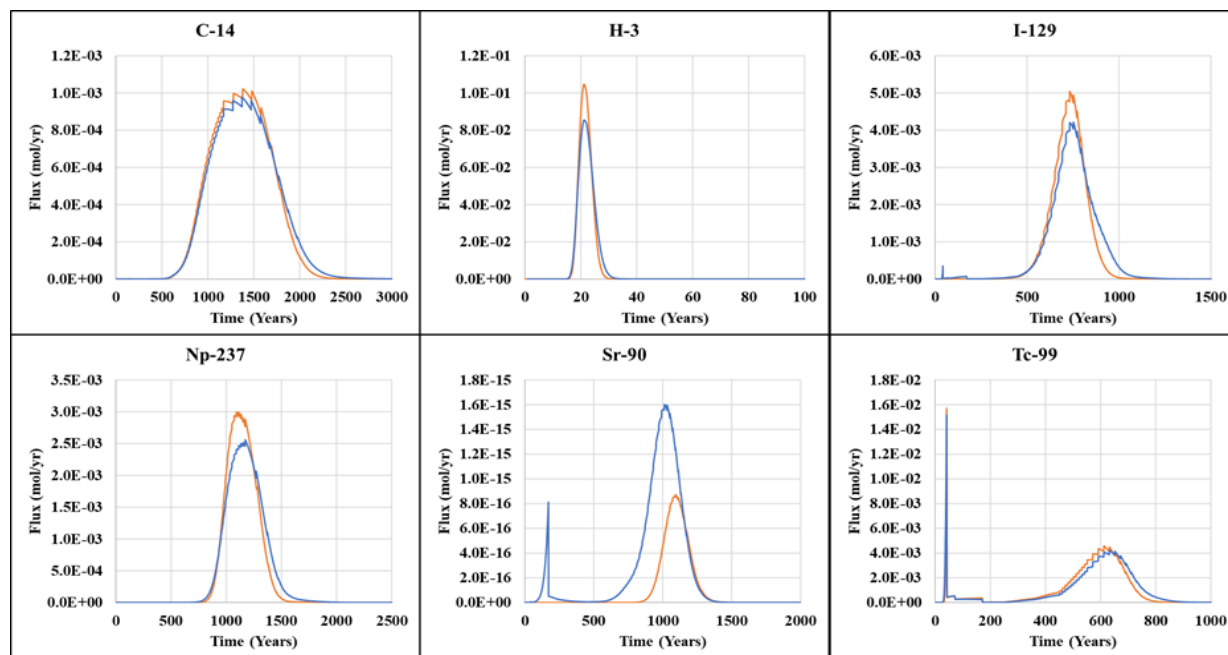 C-14
1.2E-03
1.0E-03
8.0E-04
6.0E-04
4.0E-04
2.0E-04
0.0E+00
Flux (mol/yr)
0 500 1000 1500 2000 2500 3000
Time (Years)
H-3
1.2E-01
1.0E-01
8.0E-02
6.0E-02
4.0E-02
2.0E-02
0.0E+00
Flux (mol/yr)
0 20 40 60 80 100
Time (Years)
I-129
6.0E-03
5.0E-03
4.0E-03
3.0E-03
2.0E-03
1.0E-03
0.0E+00
Flux (mol/yr)
0 500 1000 1500
Time (Years)
Np-237
3.5E-03
3.0E-03
2.5E-03
2.0E-03
1.5E-03
1.0E-03
5.0E-04
0.0E+00
Flux (mol/yr)
0 500 1000 1500 2000 2500
Time (Years)
Sr-90
1.8E-15
1.6E-15
1.4E-15
1.2E-15
1.0E-15
8.0E-16
6.0E-16
4.0E-16
2.0E-16
0.0E+00
Flux (mol/yr)
0 500 1000 1500 2000
Time (Years)
Tc-99
1.8E-02
1.6E-02
1.4E-02
1.2E-02
1.0E-02
8.0E-03
6.0E-03
4.0E-03
2.0E-03
0.0E+00
Flux (mol/yr)
0 200 400 600 800 1000
Time (Years)